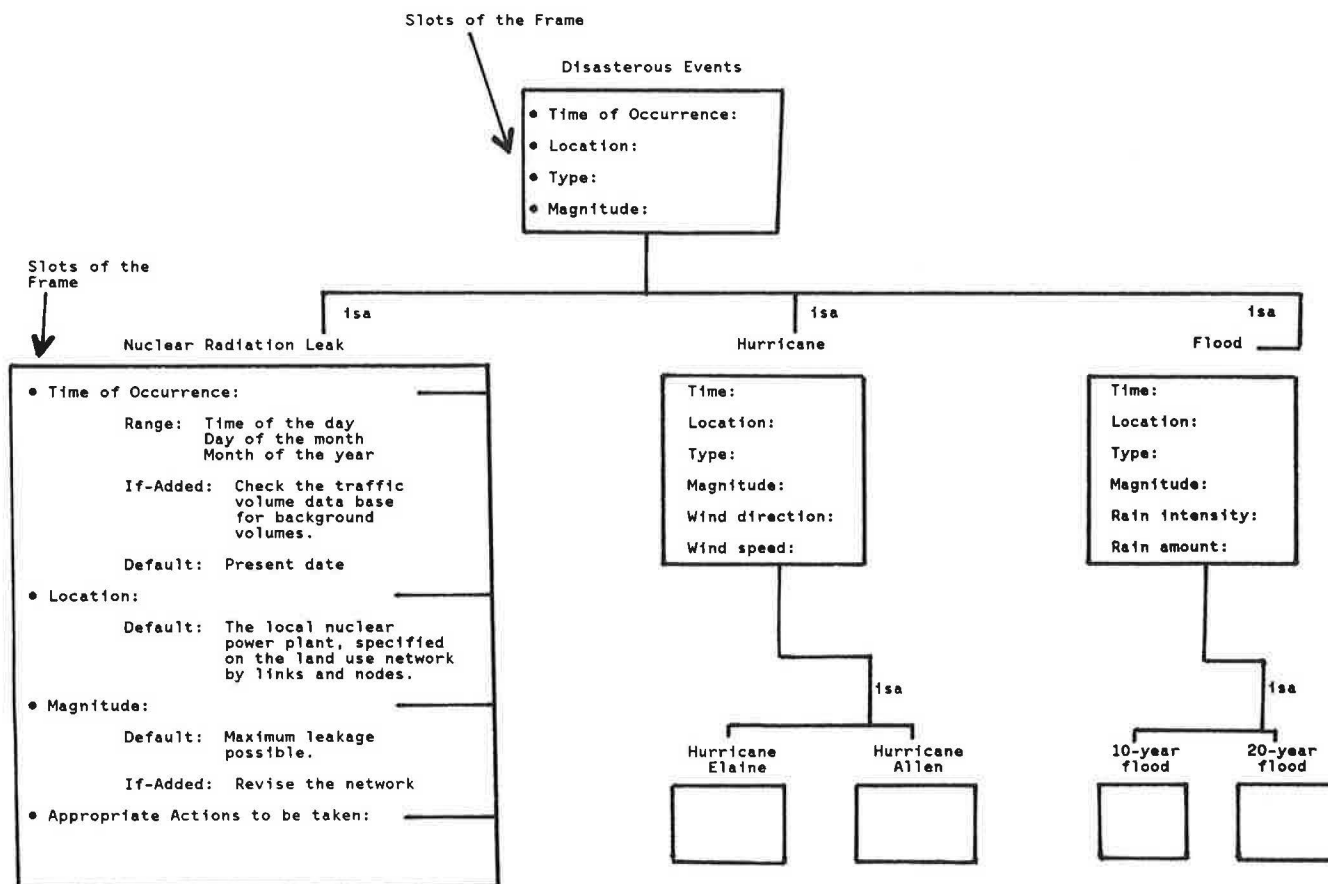 Slots of the Frame
Disasterous Events
• Time of Occurrence:
• Location:
• Type:
• Magnitude:
Slots of the
Frame
isa
isa
isa
Nuclear Radiation Leak
• Time of Occurrence:
Range: Time of the day
Day of the month
Month of the year
If-Added: Check the traffic
volume data base
for background
volumes.
Default: Present date
• Location:
Default: The local nuclear
power plant, specified
on the land use network
by links and nodes.
• Magnitude:
Default: Maximum leakage
possible.
If-Added: Revise the network
• Appropriate Actions to be taken:
Hurricane
Time:
Location:
Type:
Magnitude:
Wind direction:
Wind speed:
isa
Hurricane
Elaine
Hurricane
Allen
Flood
Time:
Location:
Type:
Magnitude:
Rain intensity:
Rain amount:
isa
10-year
flood
20-year
flood